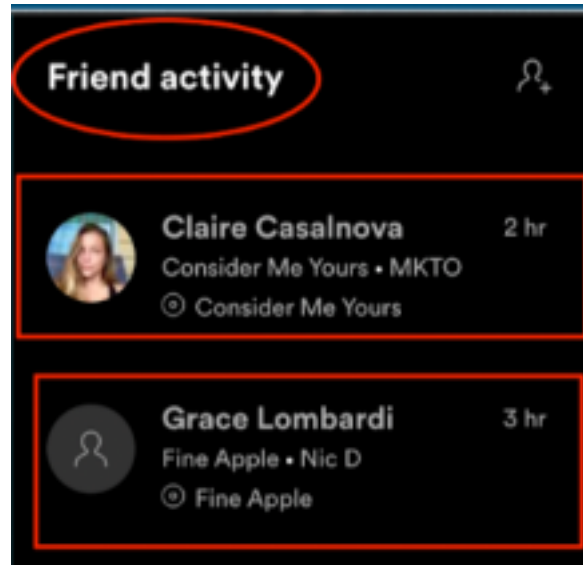 Friend activity
Claire Casalnova 2 hr
Consider Me Yours • MKTO
Consider Me Yours
Grace Lombardi 3 hr
Fine Apple • Nic D
Fine Apple